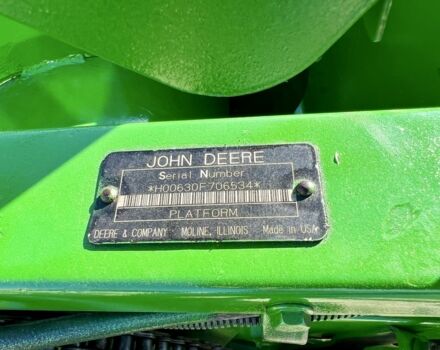 JOHN DEERE
Serial Number
*H00630F706534*
PLATFORM
DEERE & COMPANY MOLINE, ILLINOIS Made in USA